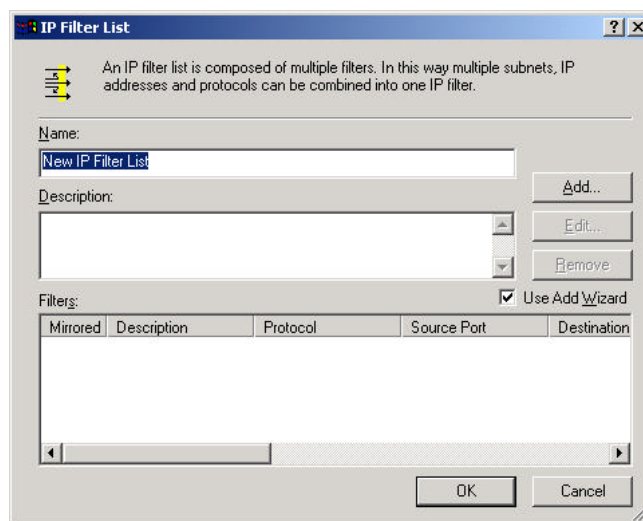 IP Filter List
An IP filter list is composed of multiple filters. In this way multiple subnets, IP
addresses and protocols can be combined into one IP filter.
Name:
New IP Filter List
Add...
Description:
Edit...
Remove
Filters:
Use Add Wizard
Mirrored Description Protocol Source Port Destination
OK Cancel